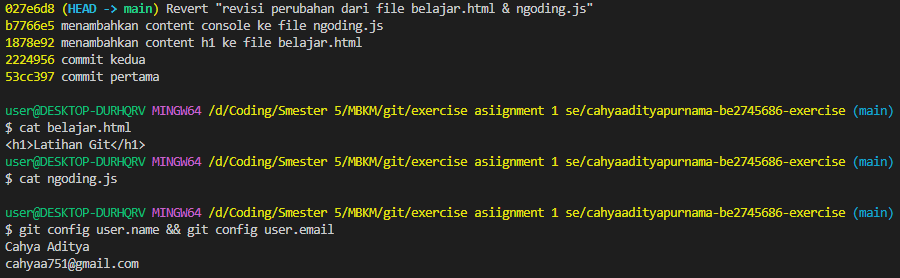 027e6d8 (HEAD -> main) Revert "revisi perubahan dari file belajar.html & ngoding.js"
b7766e5 menambahkan content console ke file ngoding.js
1878e92 menambahkan content h1 ke file belajar.html
2224956 commit kedua
53cc397 commit pertama
user@DESKTOP-DURHQRV MINGW64 /d/Coding/Smester 5/MBKM/git/exercise asiignment 1 se/cahyaadityapurnama-be2745686-exercise (main)
$ cat belajar.html
<h1>Latihan Git</h1>
user@DESKTOP-DURHQRV MINGW64 /d/Coding/Smester 5/MBKM/git/exercise asiignment 1 se/cahyaadityapurnama-be2745686-exercise (main)
$ cat ngoding.js
user@DESKTOP-DURHQRV MINGW64 /d/Coding/Smester 5/MBKM/git/exercise asiignment 1 se/cahyaadityapurnama-be2745686-exercise (main)
$ git config user.name && git config user.email
Cahya Aditya
cahyaa751@gmail.com